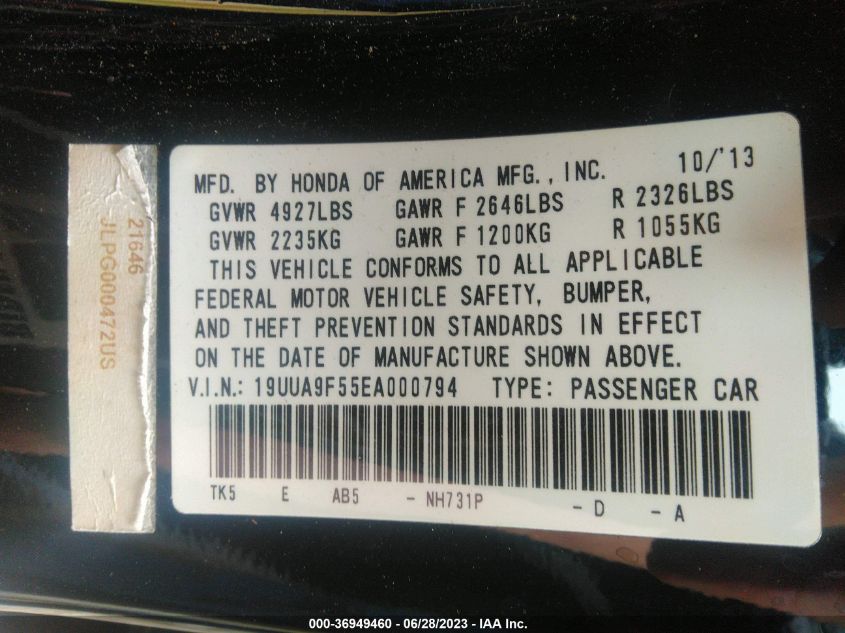 MFD. BY HONDA OF AMERICA MFG., INC. 10/'13
GVWR 4927LBS GAWR F 2646LBS R 2326LBS
GVWR 2235KG GAWR F 1200KG R 1055KG
THIS VEHICLE CONFORMS TO ALL APPLICABLE
FEDERAL MOTOR VEHICLE SAFETY, BUMPER,
AND THEFT PREVENTION STANDARDS IN EFFECT
ON THE DATE OF MANUFACTURE SHOWN ABOVE.
V.I.N.: 19UUA9F55EA000794 TYPE: PASSENGER CAR
TK5 E AB5 - NH731P - D - A
21646
JLPG000472US
000-36949460 - 06/28/2023 - IAA Inc.